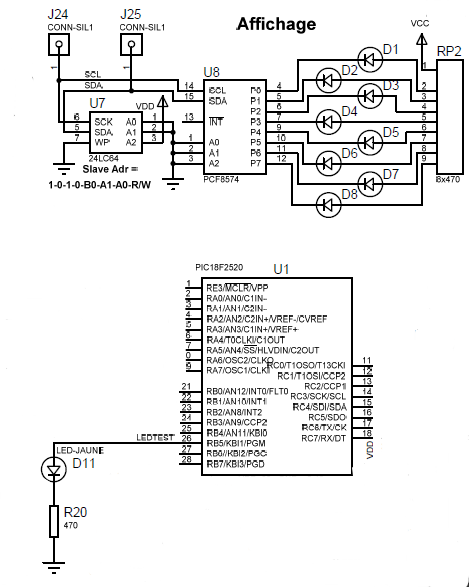 Affichage
J24
CONN-SIL1
J25
CONN-SIL1
VCC
RP2
1
1
SCL
SDA
U7
6 SCK A0 1
5 SDA A1 2
7 WP A2 3
24LC64
VDD
Slave Adr =
1-0-1-0-B0-A1-A0-R/W
U8
14 SCL P0 4
15 SDA P1 5
P2 6
13 INT P3 7
P4 9
1 A0 P5 10
2 A1 P6 11
3 A2 P7 12
PCF8574
D1
D2
D3
D4
D5
D6
D7
D8
1
2
3
4
5
6
7
8
9
8x470
PIC18F2520
U1
1 RE3/MCLR/VPP
2 RA0/AN0/C1IN-
3 RA1/AN1/C2IN-
4 RA2/AN2/C2IN+/VREF-/CVREF
5 RA3/AN3/C1IN+/VREF+
6 RA4/T0CLKI/C1OUT
7 RA5/AN4/SS/HLVDIN/C2OUT
0 RA6/OSC2/CLKO
9 RA7/OSC1/CLKI
21 RB0/AN12/INT0/FLT0
22 RB1/AN10/INT1
23 RB2/AN8/INT2
24 RB3/AN9/CCP2
25 RB4/AN11/KBI0
26 RB5/KBI1/PGM
27 RB0//KBI2/PGC
28 RB7/KBI3/PGD
RC0/T1OSO/T13CKI 11
RC1/T1OSI/CCP2 12
RC2/CCP1 13
RC3/SCK/SCL 14
RC4/SDI/SDA 15
RC5/SDO 16
RC6/TX/CK 17
RC7/RX/DT 18
VDD
LEDTEST
LED-JAUNE
D11
R20
470